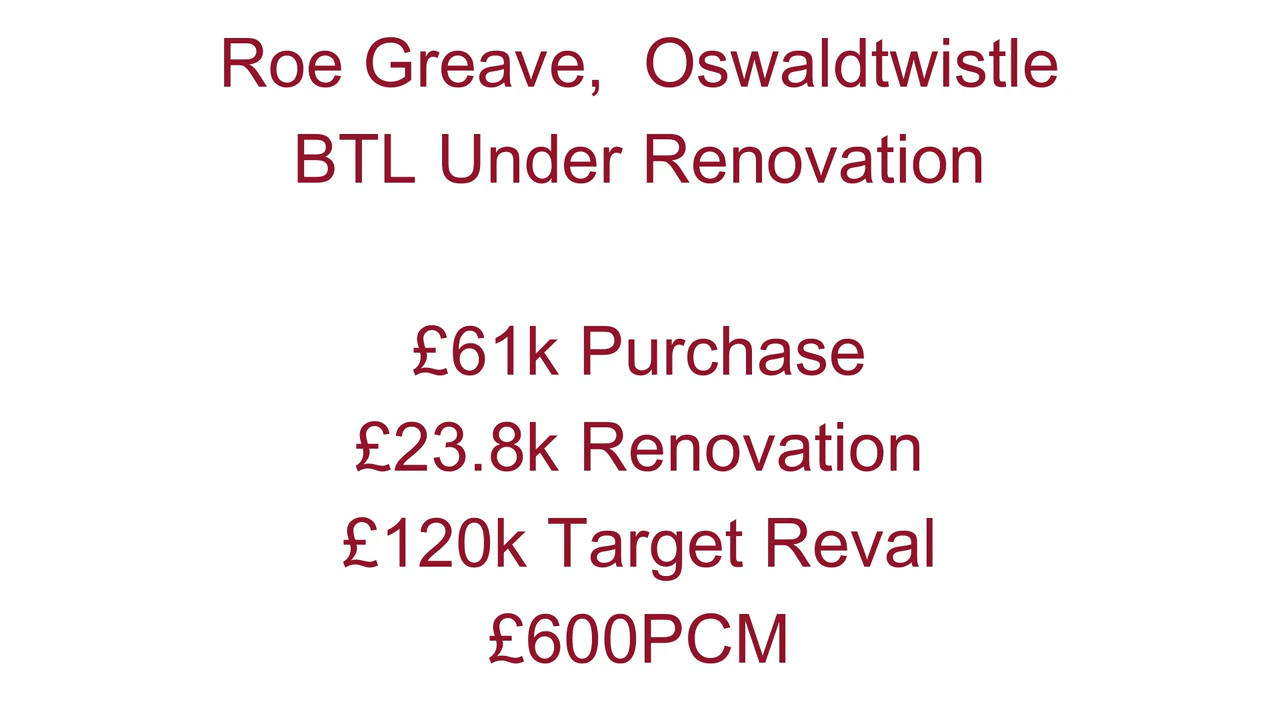 Roe Greave,  Oswaldtwistle
BTL Under Renovation
£61k Purchase
£23.8k Renovation
£120k Target Reval
£600PCM